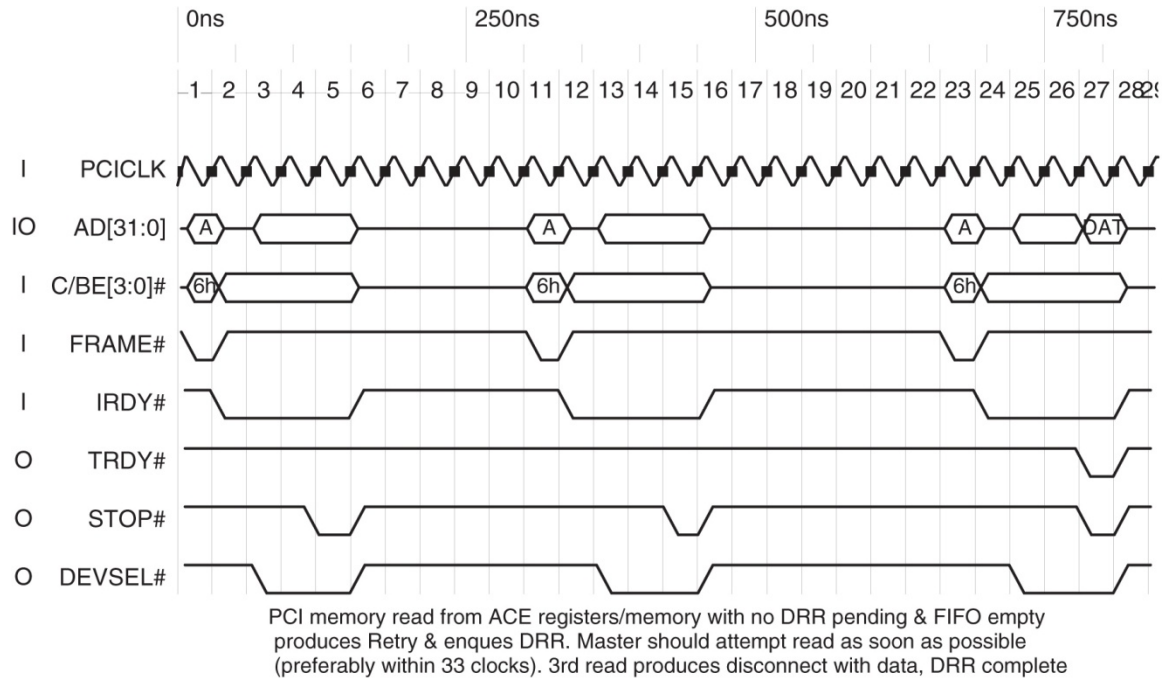 0ns 250ns 500ns 750ns
1 2 3 4 5 6 7 8 9 10 11 12 13 14 15 16 17 18 19 20 21 22 23 24 25 26 27 28 29
I PCICLK
IO AD[31:0] A A A DAT
I C/BE[3:0]# 6h 6h 6h
I FRAME#
I IRDY#
O TRDY#
O STOP#
O DEVSEL#
PCI memory read from ACE registers/memory with no DRR pending & FIFO empty
produces Retry & enques DRR. Master should attempt read as soon as possible
(preferably within 33 clocks). 3rd read produces disconnect with data, DRR complete